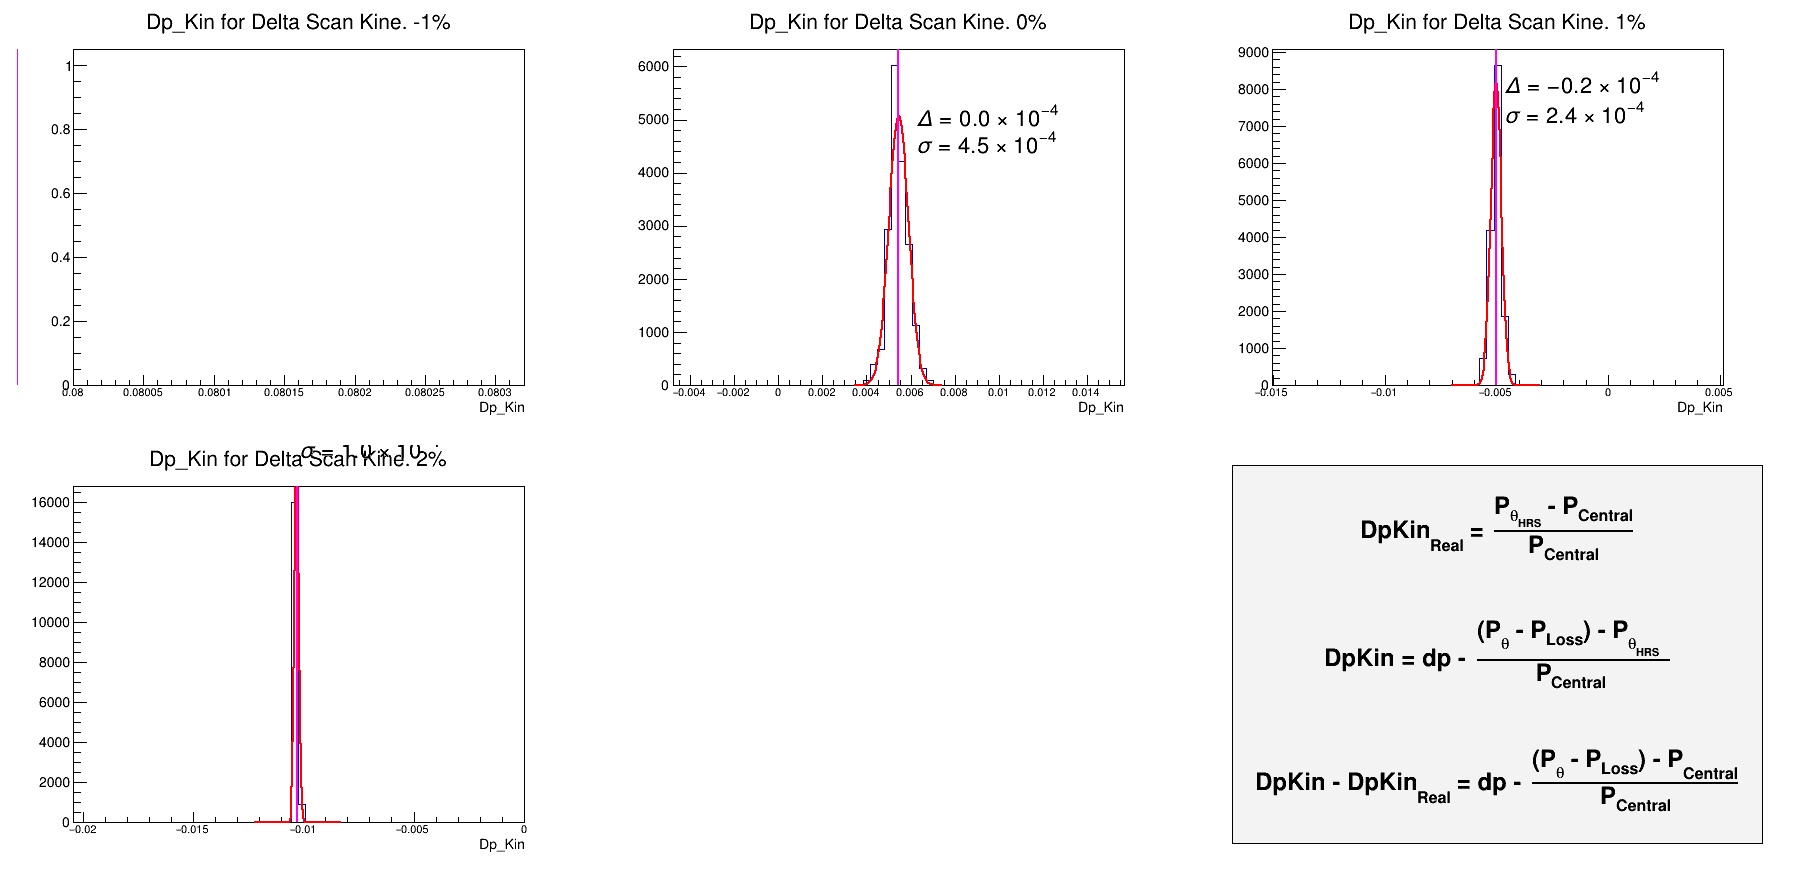 Dp_Kin for Delta Scan Kine. -1%
1
0.8
0.6
0.4
0.2
0
0.08 0.08005 0.0801 0.08015 0.0802 0.08025 0.0803
Dp_Kin
Dp_Kin for Delta Scan Kine. 0%
6000
5000
4000
3000
2000
1000
0
Δ = 0.0 × 10⁻⁴
σ = 4.5 × 10⁻⁴
−0.004 −0.002 0 0.002 0.004 0.006 0.008 0.01 0.012 0.014
Dp_Kin
Dp_Kin for Delta Scan Kine. 1%
9000
8000
7000
6000
5000
4000
3000
2000
1000
0
Δ = −0.2 × 10⁻⁴
σ = 2.4 × 10⁻⁴
−0.015 −0.01 −0.005 0 0.005
Dp_Kin
σ = 1.0 × 10
Dp_Kin for Delta Scan Kine. 2%
16000
14000
12000
10000
8000
6000
4000
2000
0
−0.02 −0.015 −0.01 −0.005 0
Dp_Kin
DpKin_Real = (P_θ_HRS - P_Central) / P_Central
DpKin = dp - ((P_θ - P_Loss) - P_θ_HRS) / P_Central
DpKin - DpKin_Real = dp - ((P_θ - P_Loss) - P_Central) / P_Central